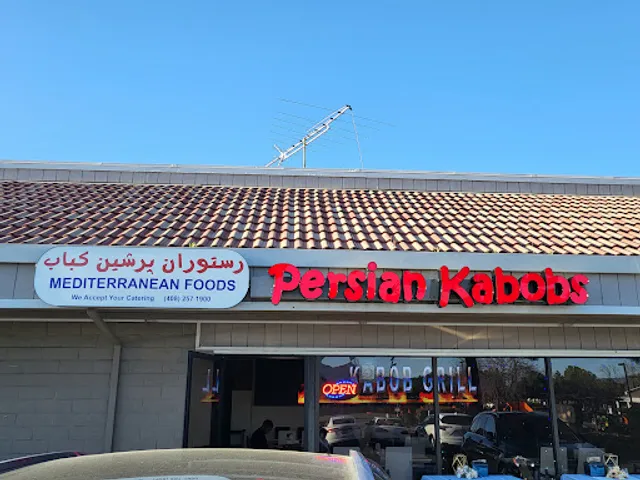 رستوران پرشین کباب
MEDITERRANEAN FOODS
We Accept Your Catering (408) 257 1900
Persian Kabobs
KABOB GRILL
OPEN